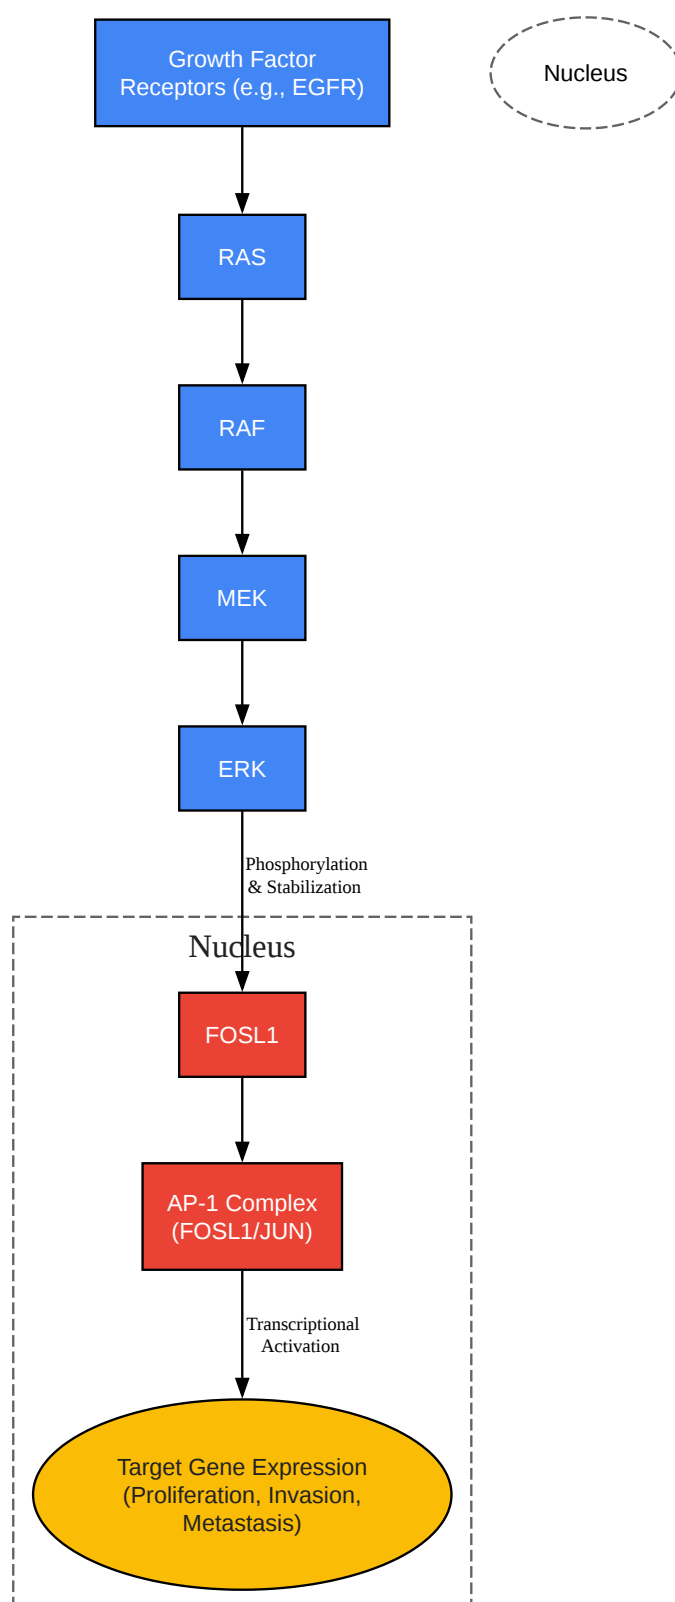 Growth Factor
Receptors (e.g., EGFR)
Nucleus
RAS
RAF
MEK
ERK
Phosphorylation
& Stabilization
Nucleus
FOSL1
AP-1 Complex
(FOSL1/JUN)
Transcriptional
Activation
Target Gene Expression
(Proliferation, Invasion,
Metastasis)